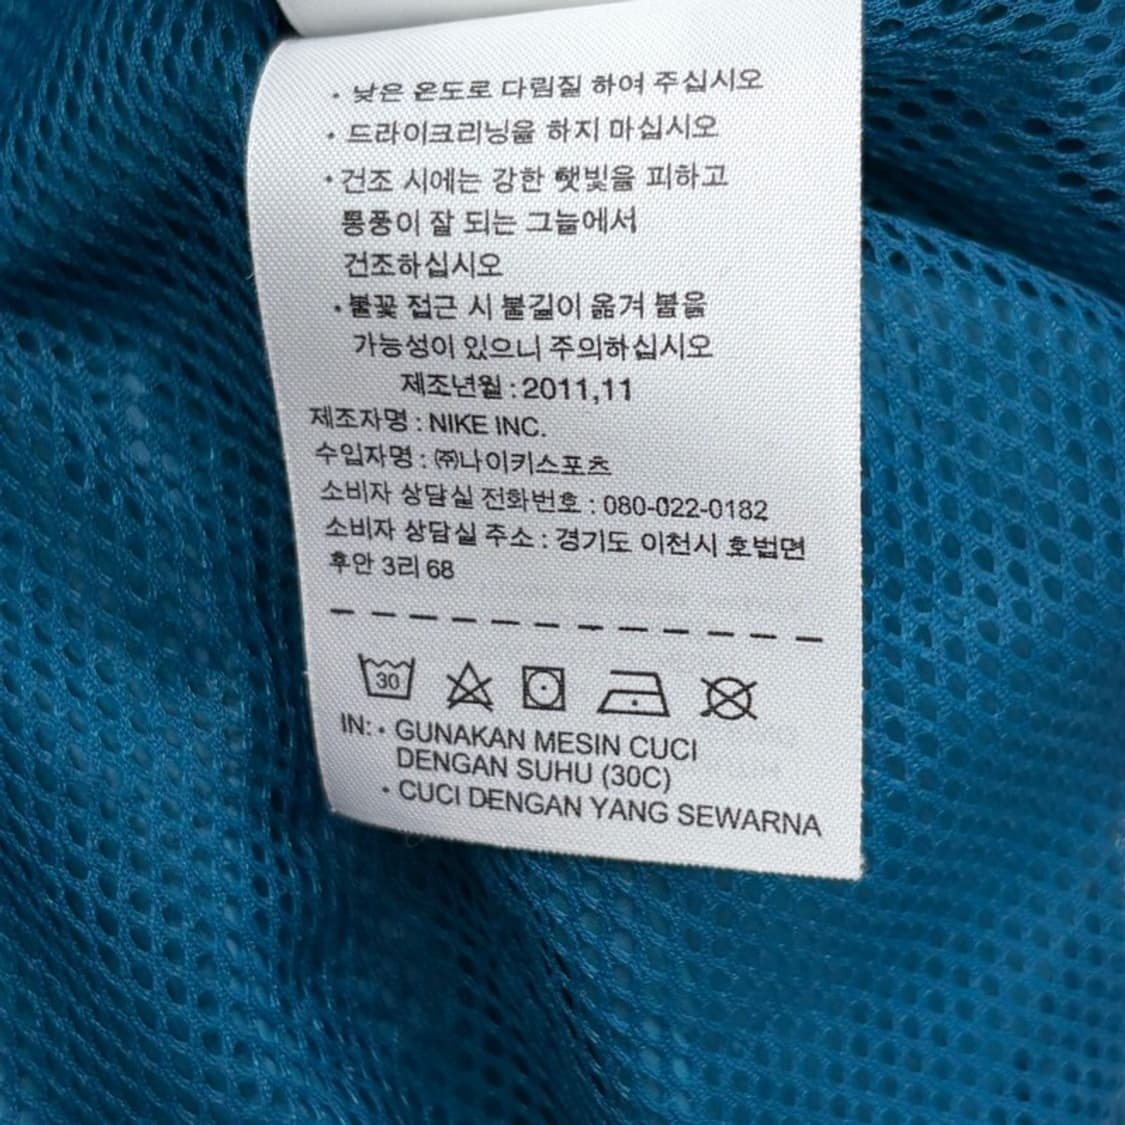 · 낮은 온도로 다림질 하여 주십시오
· 드라이크리닝을 하지 마십시오
· 건조 시에는 강한 햇빛을 피하고
통풍이 잘 되는 그늘에서
건조하십시오
· 불꽃 접근 시 불길이 옮겨 붙을
가능성이 있으니 주의하십시오
제조년월 : 2011,11
제조자명 : NIKE INC.
수입자명 : ㈜나이키스포츠
소비자 상담실 전화번호 : 080-022-0182
소비자 상담실 주소 : 경기도 이천시 호법면
후안 3리 68
30
IN: · GUNAKAN MESIN CUCI
DENGAN SUHU (30C)
· CUCI DENGAN YANG SEWARNA